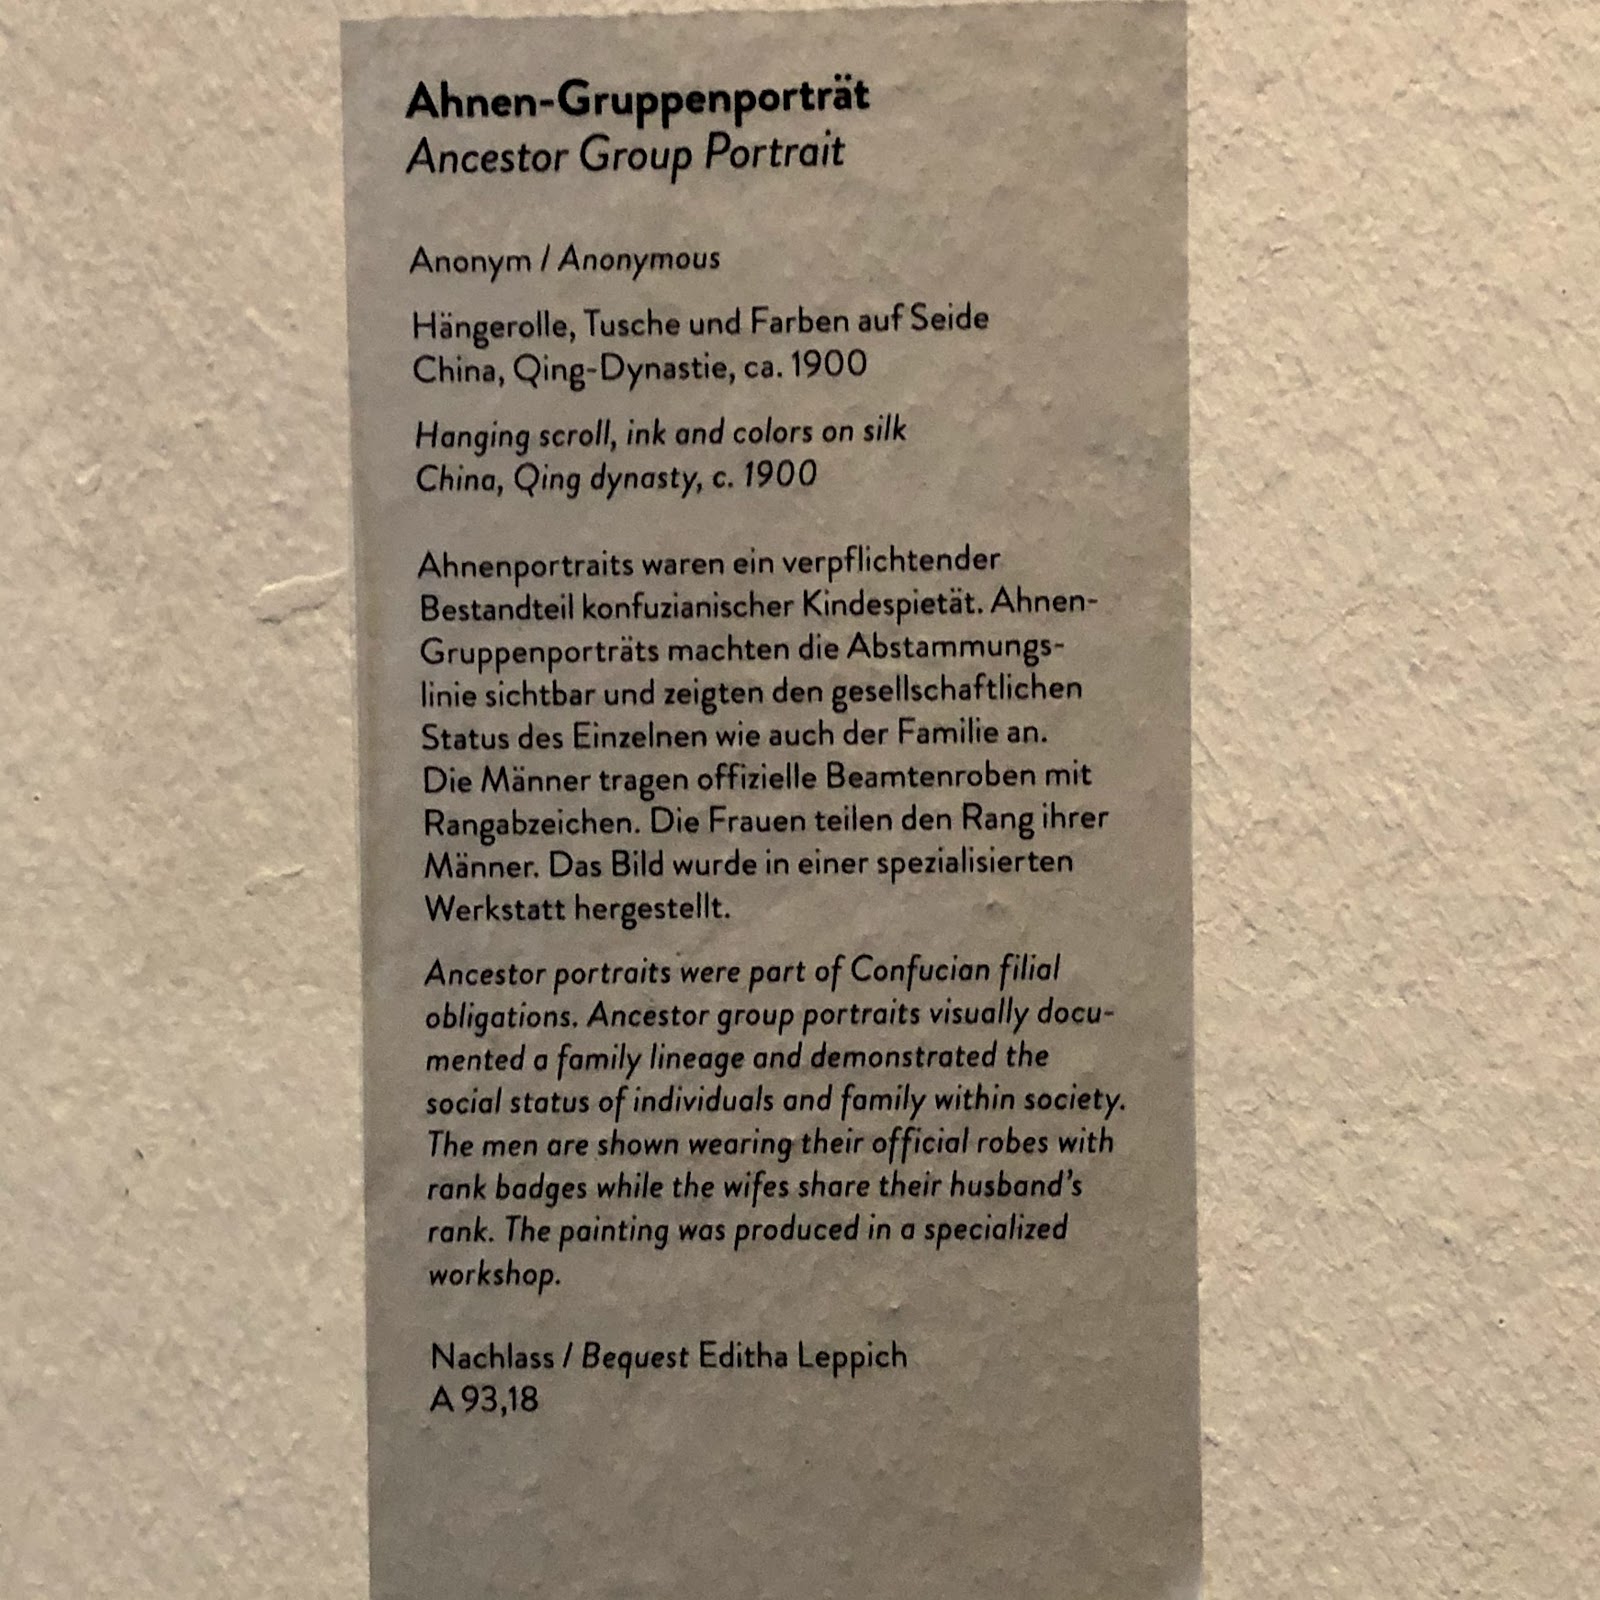 Ahnen-Gruppenporträt
Ancestor Group Portrait
Anonym / Anonymous
Hängerolle, Tusche und Farben auf Seide
China, Qing-Dynastie, ca. 1900
Hanging scroll, ink and colors on silk
China, Qing dynasty, c. 1900
Ahnenportraits waren ein verpflichtender
Bestandteil konfuzianischer Kindespietät. Ahnen-
Gruppenporträts machten die Abstammungs-
linie sichtbar und zeigten den gesellschaftlichen
Status des Einzelnen wie auch der Familie an.
Die Männer tragen offizielle Beamtenroben mit
Rangabzeichen. Die Frauen teilen den Rang ihrer
Männer. Das Bild wurde in einer spezialisierten
Werkstatt hergestellt.
Ancestor portraits were part of Confucian filial
obligations. Ancestor group portraits visually docu-
mented a family lineage and demonstrated the
social status of individuals and family within society.
The men are shown wearing their official robes with
rank badges while the wifes share their husband's
rank. The painting was produced in a specialized
workshop.
Nachlass / Bequest Editha Leppich
A 93,18